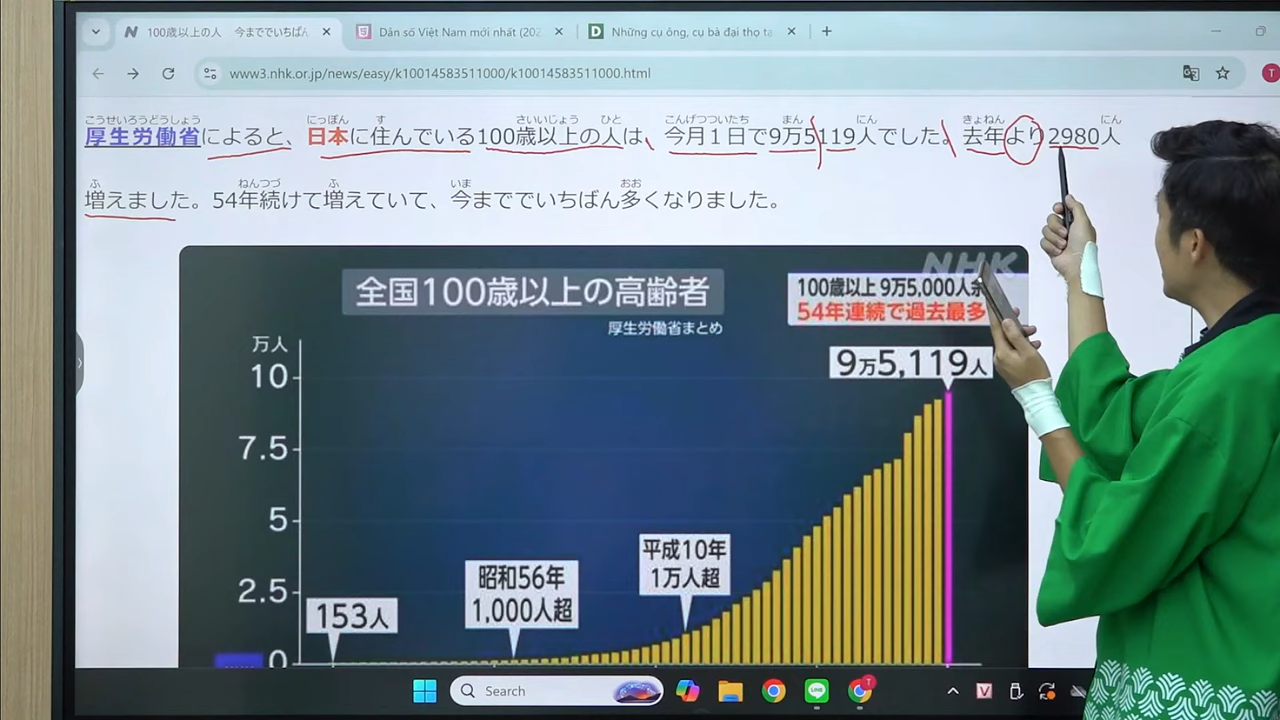 100歳以上の人 今まででいちばん
Dân số Việt Nam mới nhất (202
Những cụ ông, cụ bà đại thọ tạ
www3.nhk.or.jp/news/easy/k10014583511000/k10014583511000.html
こうせいろうどうしょう にっぽん す さいいじょう ひと こんげつついたち まん にん きょねん にん
厚生労働省によると、日本に住んでいる100歳以上の人は、今月1日で9万5119人でした。去年より2980人
ふ ねんつづ ふ いま おお
増えました。54年続けて増えていて、今まででいちばん多くなりました。
NHK
全国100歳以上の高齢者
厚生労働省まとめ
100歳以上 9万5,000人余
54年連続で過去最多
9万5,119人
万人
10
7.5
5
2.5
0
平成10年
1万人超
昭和56年
1,000人超
153人
Search